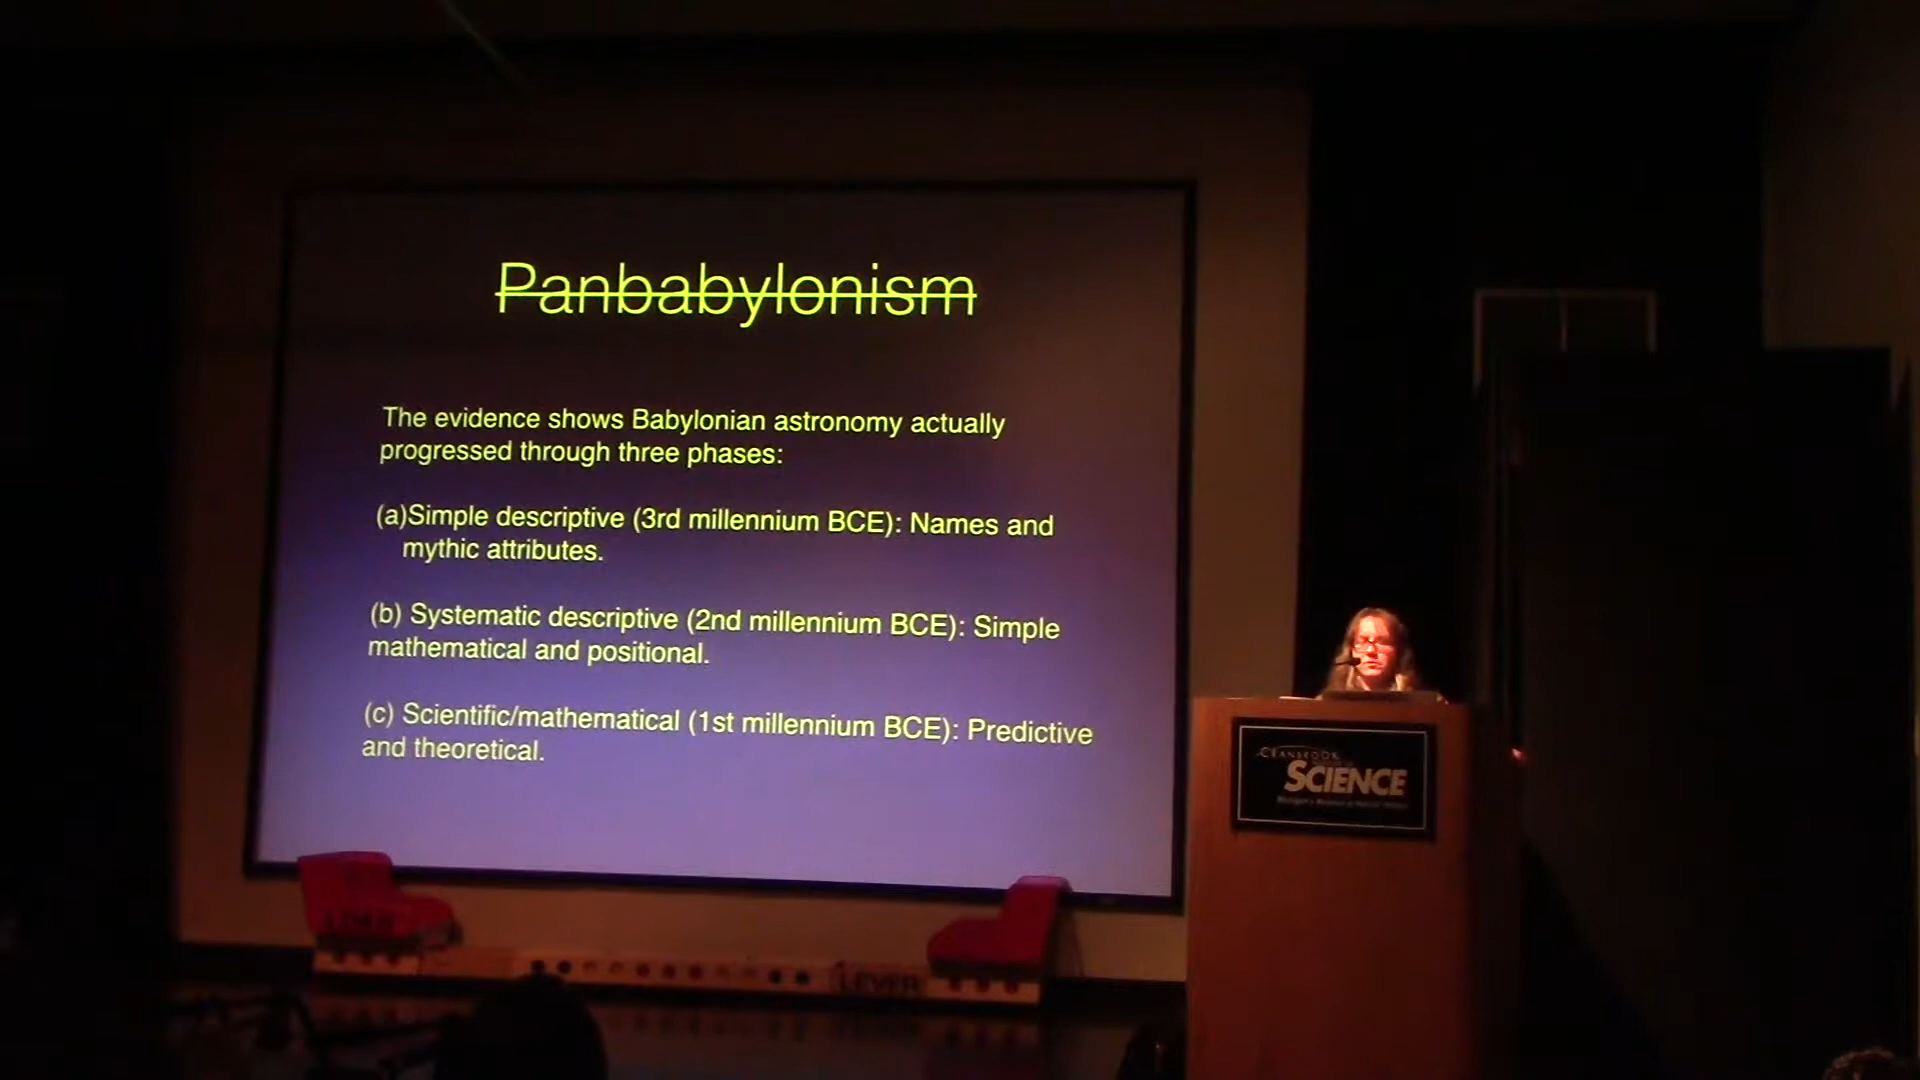 Panbabylonism
The evidence shows Babylonian astronomy actually
progressed through three phases:
(a)Simple descriptive (3rd millennium BCE): Names and
mythic attributes.
(b) Systematic descriptive (2nd millennium BCE): Simple
mathematical and positional.
(c) Scientific/mathematical (1st millennium BCE): Predictive
and theoretical.
CRANBROOK
SCIENCE
LEVER